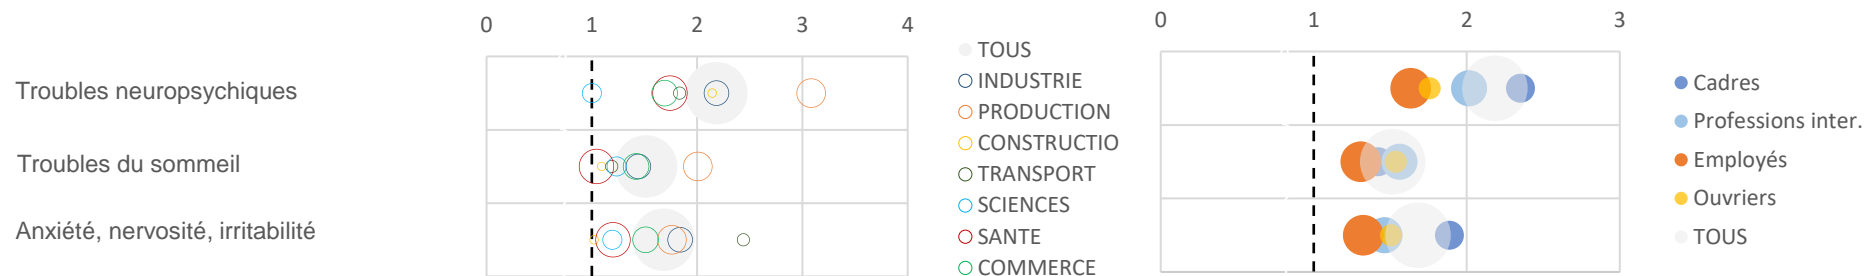 0 1 2 3 4
0 1 2 3
Troubles neuropsychiques
Troubles du sommeil
Anxiété, nervosité, irritabilité
TOUS
INDUSTRIE
PRODUCTION
CONSTRUCTIO
TRANSPORT
SCIENCES
SANTE
COMMERCE
Cadres
Professions inter.
Employés
Ouvriers
TOUS